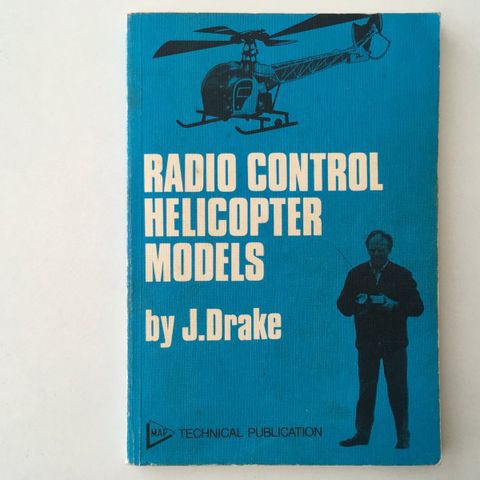 RADIO CONTROL
HELICOPTER
MODELS
by J.Drake
MAP TECHNICAL PUBLICATION